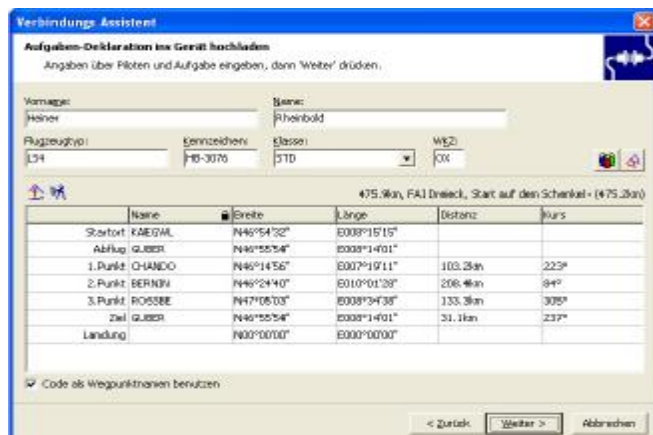 Verbindungs Assistent
Aufgaben-Deklaration ins Gerät hochladen
Angaben über Piloten und Aufgabe eingeben, dann 'Weiter' drücken.
Vorname: Name:
Heiner Rheinbold
Flugzeugtyp: Kennzeichen: Klasse: WKZ:
LS4 HB-3076 STD OX
475.9km, FAI Dreieck, Start auf dem Schenkel - (475.2km)
Name Breite Länge Distanz Kurs
Startort KAEGWL N46°54'32" E008°15'15"
Abflug GUBER N46°55'54" E008°14'01"
1.Punkt CHANDO N46°14'56" E007°19'11" 103.2km 223°
2.Punkt BERNIN N46°24'40" E010°01'28" 208.4km 84°
3.Punkt ROSSBE N47°05'03" E008°34'38" 133.3km 305°
Ziel GUBER N46°55'54" E008°14'01" 31.1km 237°
Landung N00°00'00" E000°00'00"
Code als Wegpunktnamen benutzen
< Zurück Weiter > Abbrechen